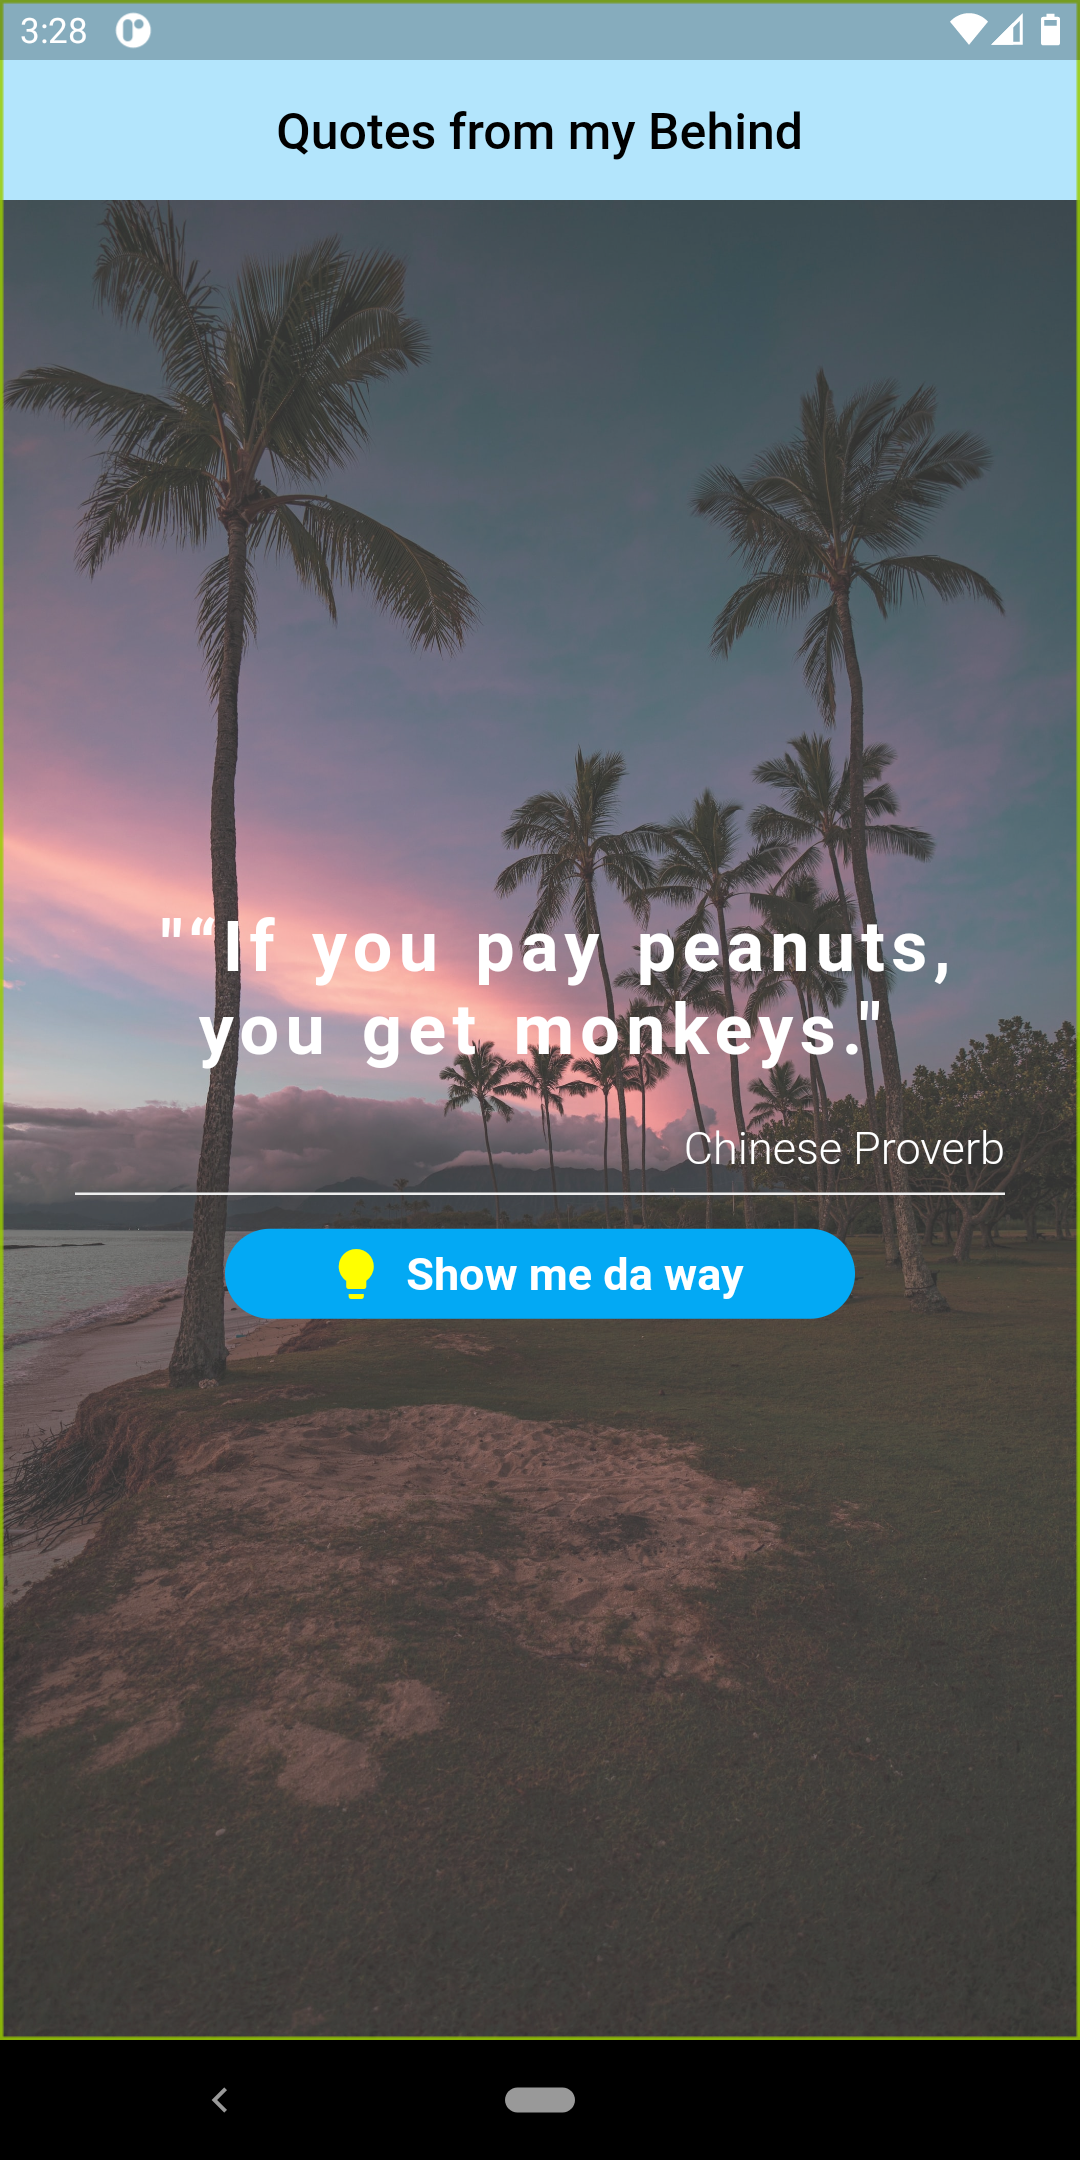 3:28
Quotes from my Behind
"“If you pay peanuts,
you get monkeys."
Chinese Proverb
Show me da way